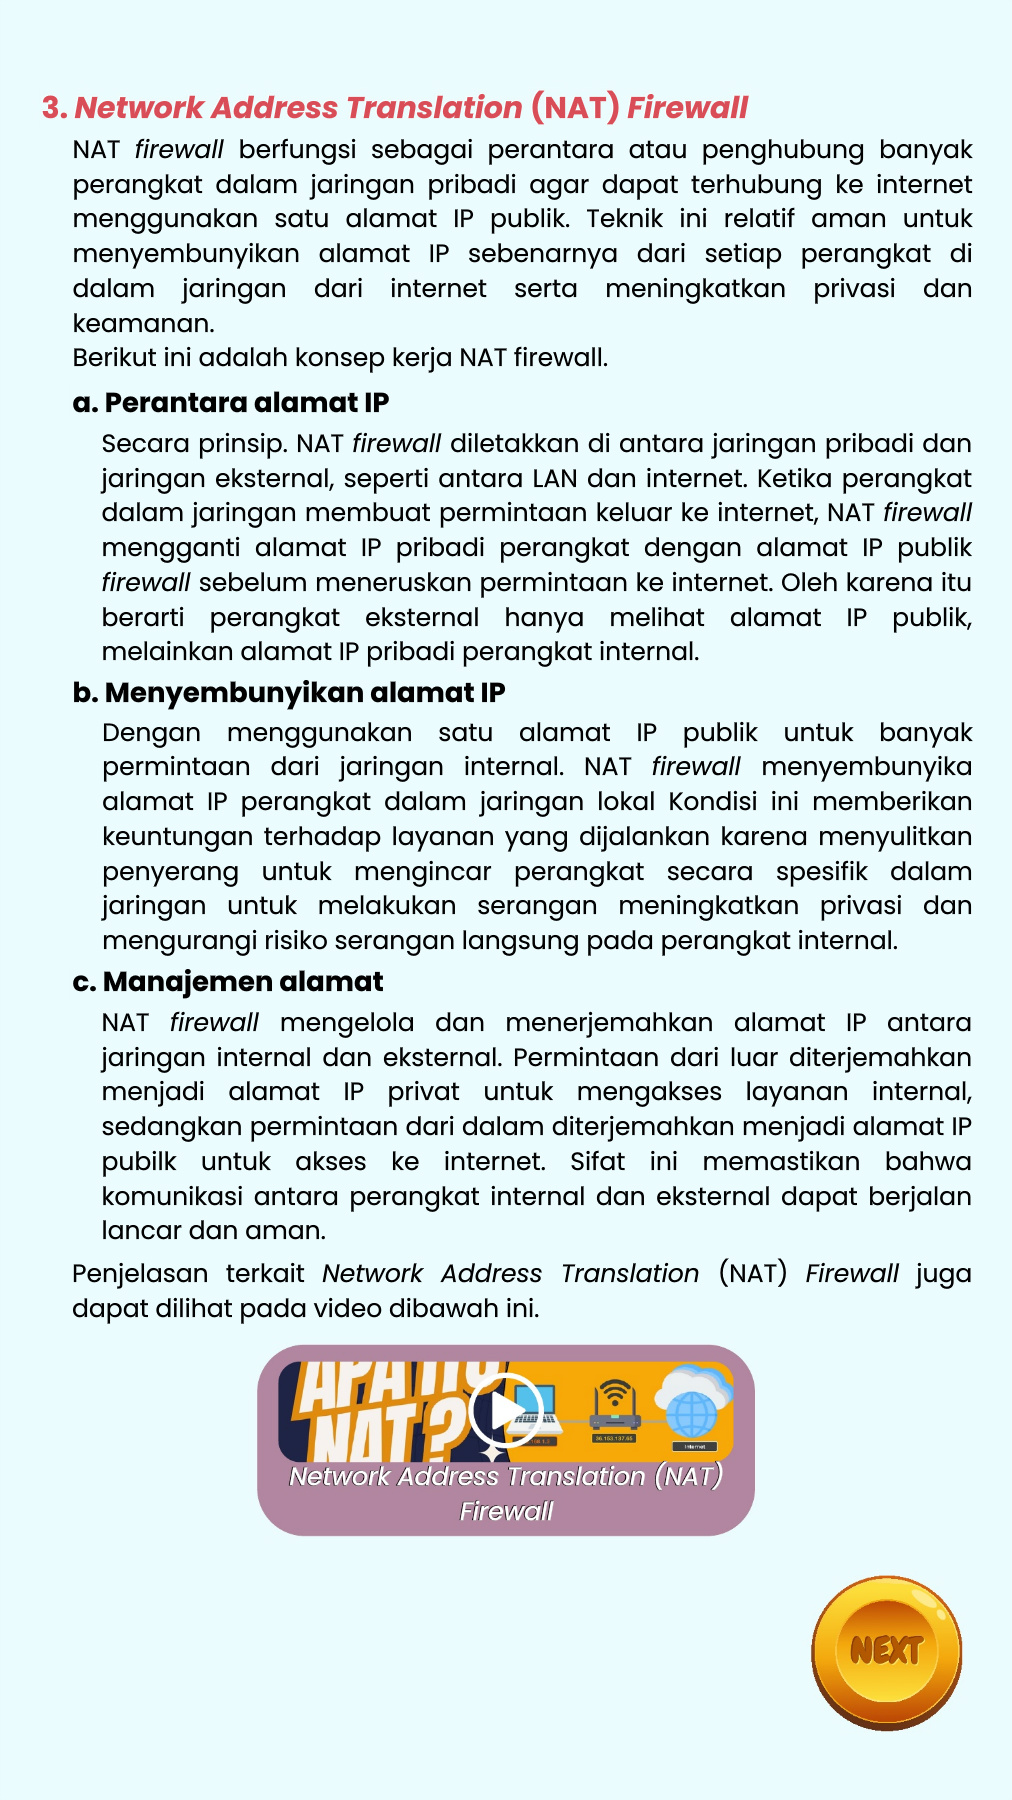 3. Network Address Translation (NAT) Firewall
NAT firewall berfungsi sebagai perantara atau penghubung banyak
perangkat dalam jaringan pribadi agar dapat terhubung ke internet
menggunakan satu alamat IP publik. Teknik ini relatif aman untuk
menyembunyikan alamat IP sebenarnya dari setiap perangkat di
dalam jaringan dari internet serta meningkatkan privasi dan
keamanan.
Berikut ini adalah konsep kerja NAT firewall.
a. Perantara alamat IP
Secara prinsip. NAT firewall diletakkan di antara jaringan pribadi dan
jaringan eksternal, seperti antara LAN dan internet. Ketika perangkat
dalam jaringan membuat permintaan keluar ke internet, NAT firewall
mengganti alamat IP pribadi perangkat dengan alamat IP publik
firewall sebelum meneruskan permintaan ke internet. Oleh karena itu
berarti perangkat eksternal hanya melihat alamat IP publik,
melainkan alamat IP pribadi perangkat internal.
b. Menyembunyikan alamat IP
Dengan menggunakan satu alamat IP publik untuk banyak
permintaan dari jaringan internal. NAT firewall menyembunyika
alamat IP perangkat dalam jaringan lokal Kondisi ini memberikan
keuntungan terhadap layanan yang dijalankan karena menyulitkan
penyerang untuk mengincar perangkat secara spesifik dalam
jaringan untuk melakukan serangan meningkatkan privasi dan
mengurangi risiko serangan langsung pada perangkat internal.
c. Manajemen alamat
NAT firewall mengelola dan menerjemahkan alamat IP antara
jaringan internal dan eksternal. Permintaan dari luar diterjemahkan
menjadi alamat IP privat untuk mengakses layanan internal,
sedangkan permintaan dari dalam diterjemahkan menjadi alamat IP
pubilk untuk akses ke internet. Sifat ini memastikan bahwa
komunikasi antara perangkat internal dan eksternal dapat berjalan
lancar dan aman.
Penjelasan terkait Network Address Translation (NAT) Firewall juga
dapat dilihat pada video dibawah ini.
APA ITU
NAT?
36.153.137.65
Internet
Network Address Translation (NAT)
Firewall
NEXT